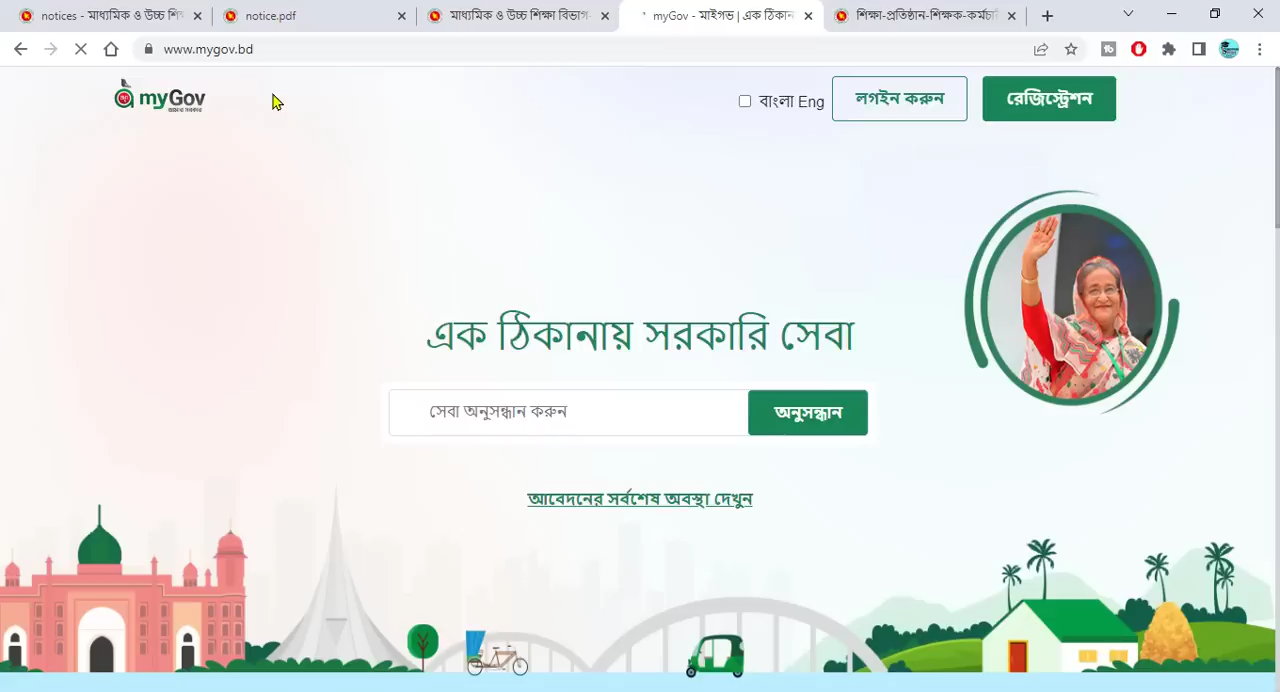 notices - মাধ্যমিক ও উচ্চ শিক্ষ
notice.pdf
মাধ্যমিক ও উচ্চ শিক্ষা বিভাগ-
myGov - মাইগভ | এক ঠিকান
শিক্ষা-প্রতিষ্ঠান-শিক্ষক-কর্মচার
www.mygov.bd
myGov
বাংলা Eng
লগইন করুন
রেজিস্ট্রেশন
এক ঠিকানায় সরকারি সেবা
সেবা অনুসন্ধান করুন
অনুসন্ধান
আবেদনের সর্বশেষ অবস্থা দেখুন